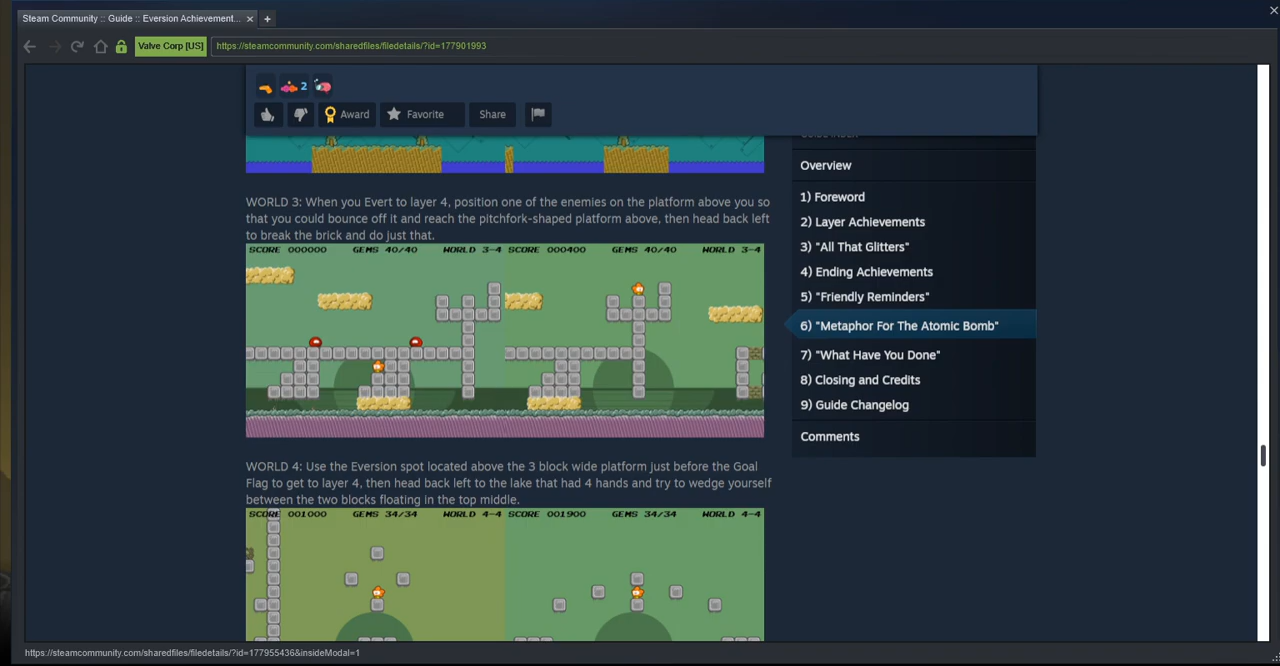 Steam Community :: Guide :: Eversion Achievement...
Valve Corp [US]
https://steamcommunity.com/sharedfiles/filedetails/?id=177901993
2
Award
Favorite
Share
Overview
1) Foreword
2) Layer Achievements
3) "All That Glitters"
4) Ending Achievements
5) "Friendly Reminders"
6) "Metaphor For The Atomic Bomb"
7) "What Have You Done"
8) Closing and Credits
9) Guide Changelog
Comments
WORLD 3: When you Evert to layer 4, position one of the enemies on the platform above you so
that you could bounce off it and reach the pitchfork-shaped platform above, then head back left
to break the brick and do just that.
SCORE 000000 GEMS 40/40 WORLD 3-4 SCORE 000400 GEMS 40/40 WORLD 3-4
WORLD 4: Use the Eversion spot located above the 3 block wide platform just before the Goal
Flag to get to layer 4, then head back left to the lake that had 4 hands and try to wedge yourself
between the two blocks floating in the top middle.
SCORE 001000 GEMS 34/34 WORLD 4-4 SCORE 001900 GEMS 34/34 WORLD 4-4
https://steamcommunity.com/sharedfiles/filedetails/?id=177955436&insideModal=1